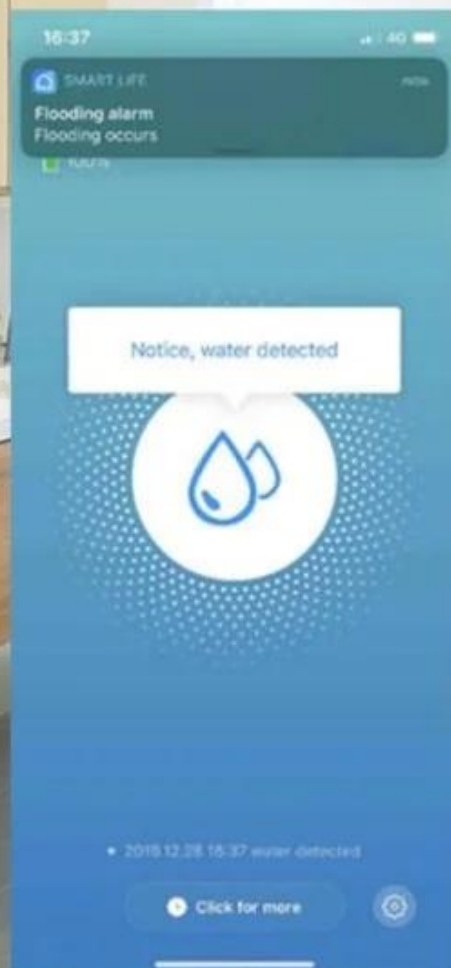 16:37
4G
SMART LIFE
now
Flooding alarm
Flooding occurs
100%
Notice, water detected
2019.12.28 16:37 water detected
Click for more